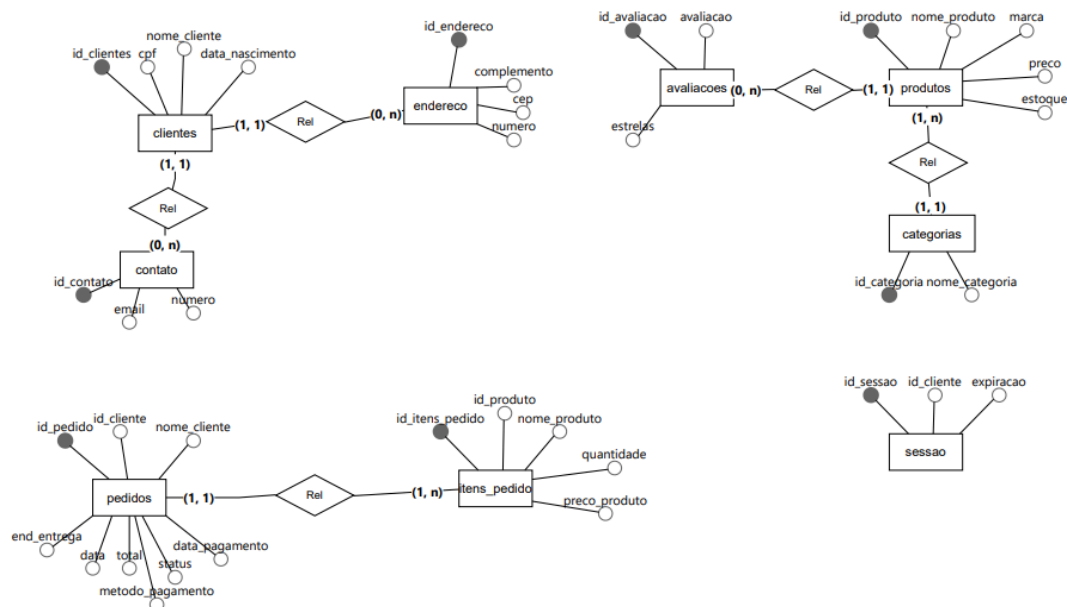 id_clientes
cpf
nome_cliente
data_nascimento
clientes
(1, 1)
Rel
(0, n)
id_endereco
complemento
cep
numero
endereco
(1, 1)
Rel
(0, n)
contato
id_contato
email
numero
id_avaliacao
avaliacao
avaliacoes
estrelas
(0, n)
Rel
(1, 1)
id_produto
nome_produto
marca
preco
estoque
produtos
(1, n)
Rel
(1, 1)
categorias
id_categoria
nome_categoria
id_pedido
id_cliente
nome_cliente
pedidos
end_entrega
data
total
metodo_pagamento
status
data_pagamento
(1, 1)
Rel
(1, n)
id_itens_pedido
id_produto
nome_produto
quantidade
preco_produto
itens_pedido
id_sessao
id_cliente
expiracao
sessao